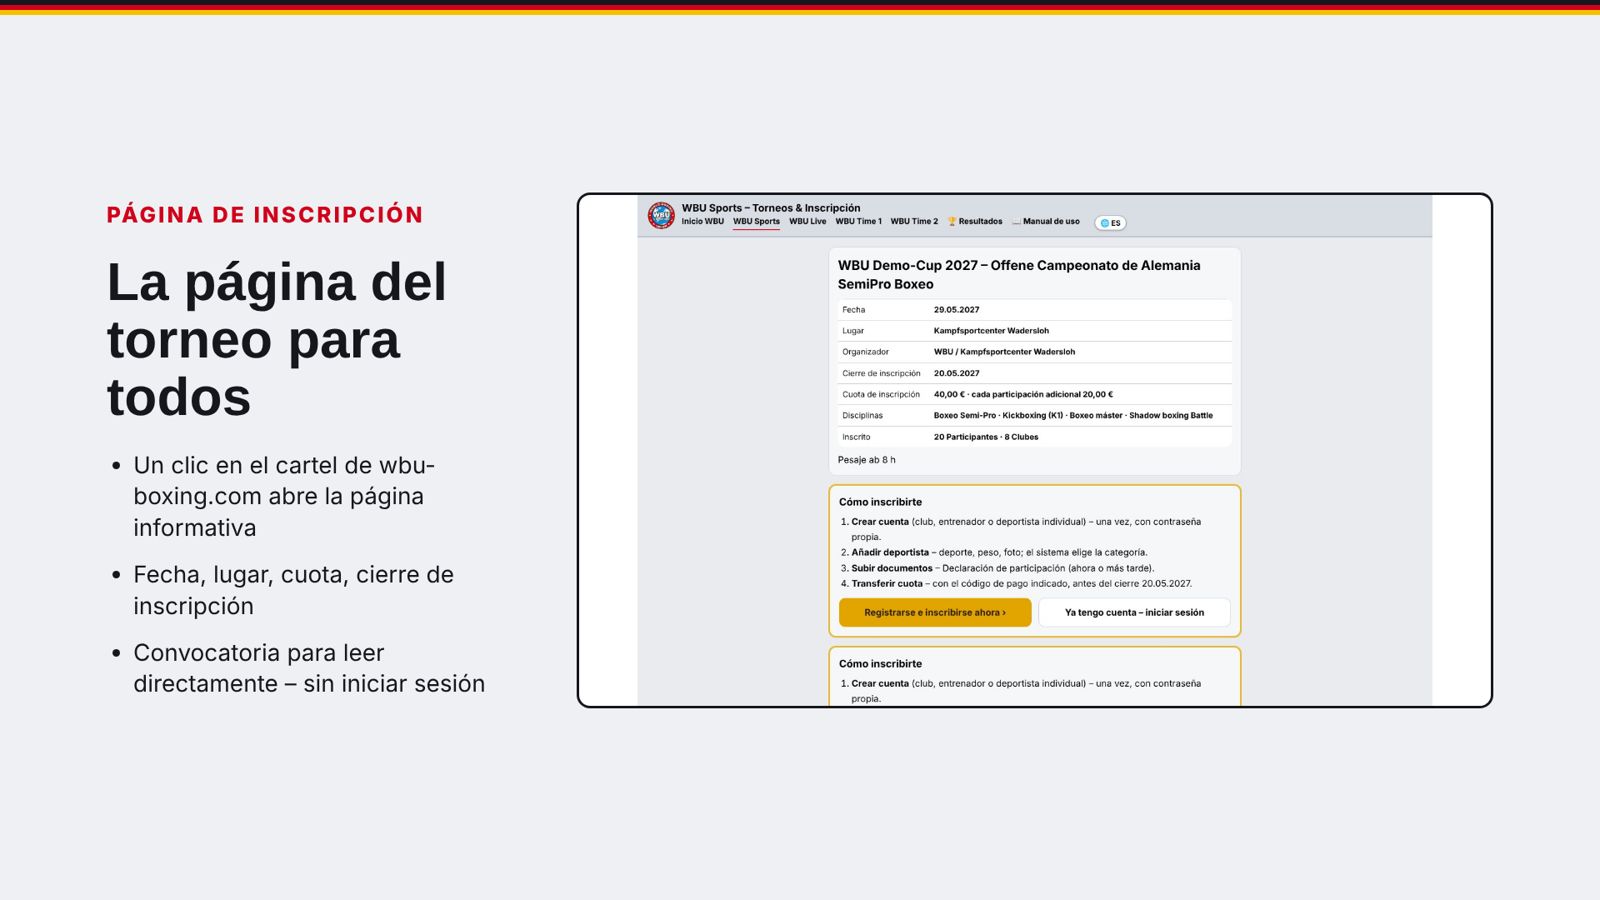 PÁGINA DE INSCRIPCIÓN
La página del
torneo para
todos
• Un clic en el cartel de wbu-
boxing.com abre la página
informativa
• Fecha, lugar, cuota, cierre de
inscripción
• Convocatoria para leer
directamente – sin iniciar sesión
WBU
WBU Sports – Torneos & Inscripción
Inicio WBU WBU Sports WBU Live WBU Time 1 WBU Time 2 🏆 Resultados 📖 Manual de uso 🌐 ES
WBU Demo-Cup 2027 – Offene Campeonato de Alemania
SemiPro Boxeo
Fecha 29.05.2027
Lugar Kampfsportcenter Wadersloh
Organizador WBU / Kampfsportcenter Wadersloh
Cierre de inscripción 20.05.2027
Cuota de inscripción 40,00 € · cada participación adicional 20,00 €
Disciplinas Boxeo Semi-Pro · Kickboxing (K1) · Boxeo máster · Shadow boxing Battle
Inscrito 20 Participantes · 8 Clubes
Pesaje ab 8 h
Cómo inscribirte
1. Crear cuenta (club, entrenador o deportista individual) – una vez, con contraseña
propia.
2. Añadir deportista – deporte, peso, foto; el sistema elige la categoría.
3. Subir documentos – Declaración de participación (ahora o más tarde).
4. Transferir cuota – con el código de pago indicado, antes del cierre 20.05.2027.
Registrarse e inscribirse ahora › Ya tengo cuenta – iniciar sesión
Cómo inscribirte
1. Crear cuenta (club, entrenador o deportista individual) – una vez, con contraseña
propia.